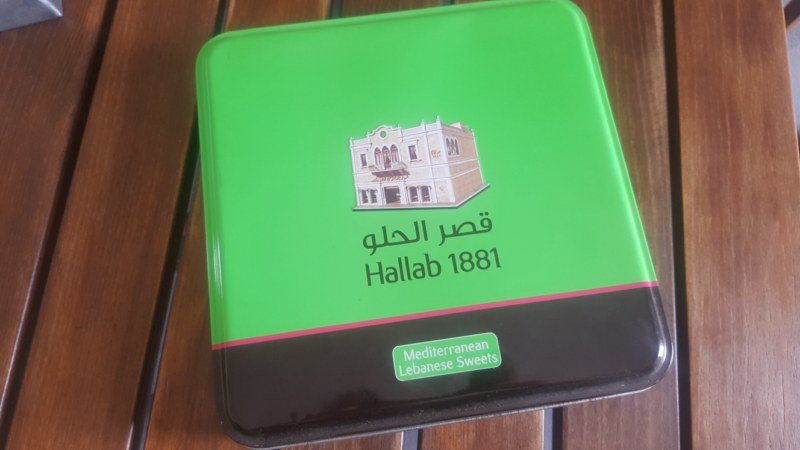 قصر الحلو
Hallab 1881
Mediterranean
Lebanese Sweets